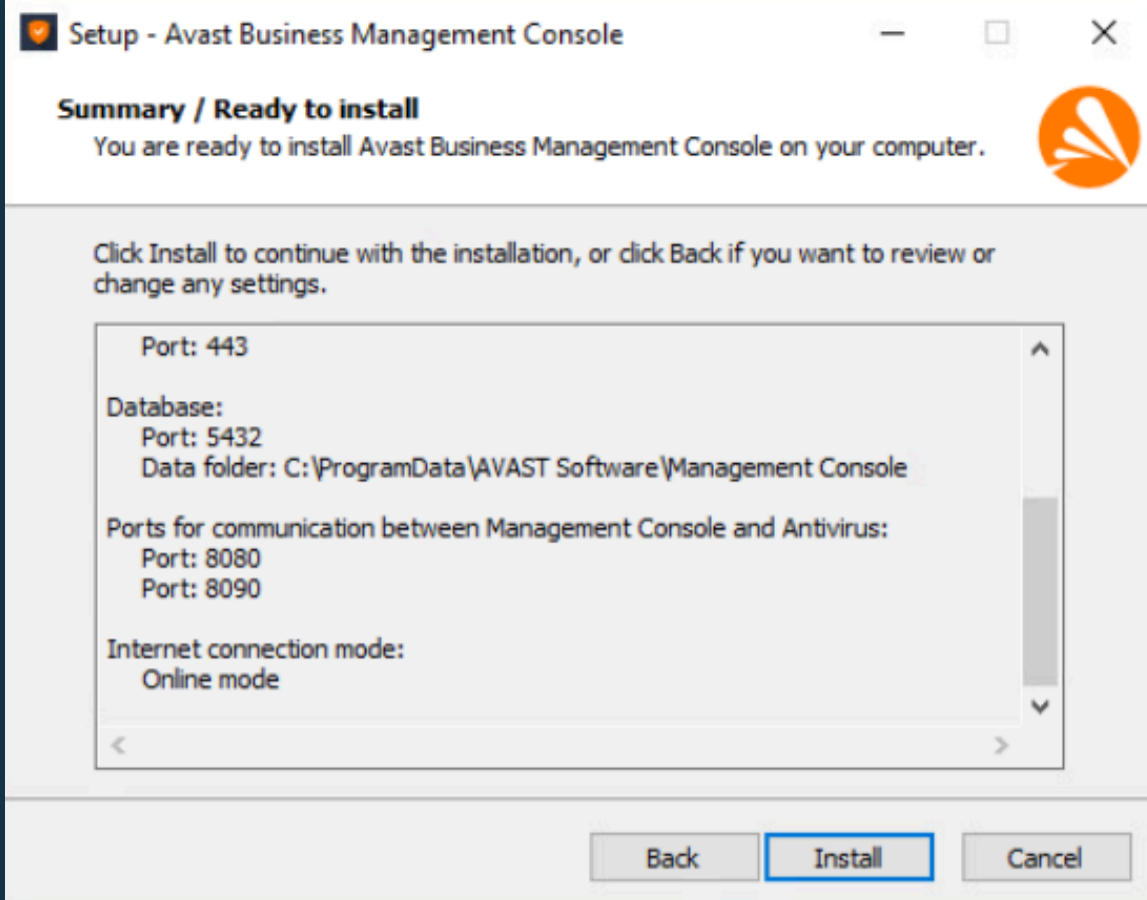 Setup - Avast Business Management Console
Summary / Ready to install
You are ready to install Avast Business Management Console on your computer.
Click Install to continue with the installation, or click Back if you want to review or
change any settings.
Port: 443
Database:
Port: 5432
Data folder: C:\ProgramData\AVAST Software\Management Console
Ports for communication between Management Console and Antivirus:
Port: 8080
Port: 8090
Internet connection mode:
Online mode
Back Install Cancel